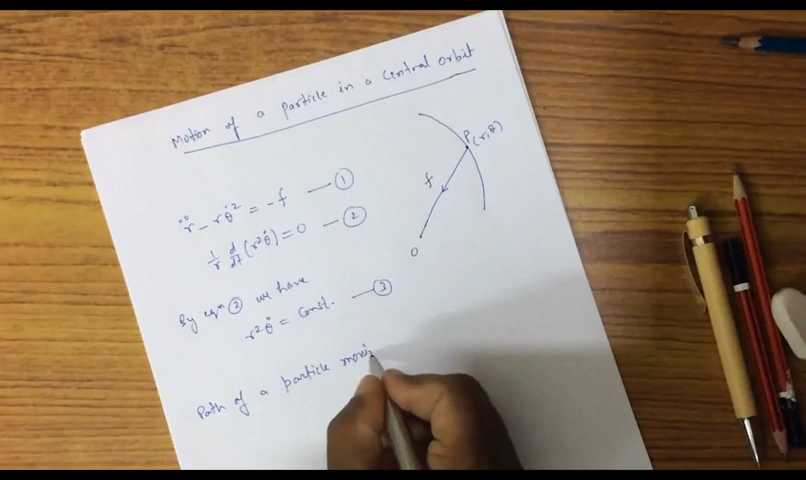 Motion of a particle in a central orbit
r̈ - rθ̇² = -f — ①
1/r d/dt (r²θ̇) = 0 — ②
By eqⁿ ② we have
r²θ̇ = const. — ③
Path of a particle movi
P(r,θ)
f
O